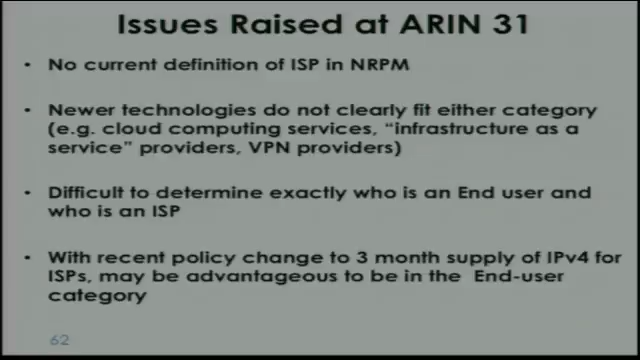 Issues Raised at ARIN 31
• No current definition of ISP in NRPM
• Newer technologies do not clearly fit either category
(e.g. cloud computing services, "infrastructure as a
service" providers, VPN providers)
• Difficult to determine exactly who is an End user and
who is an ISP
• With recent policy change to 3 month supply of IPv4 for
ISPs, may be advantageous to be in the End-user
category
62